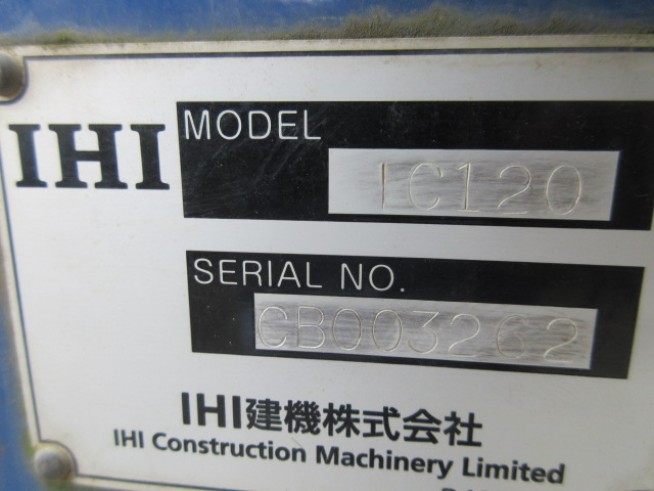 IHI
MODEL
IC120
SERIAL NO.
CB003262
IHI建機株式会社
IHI Construction Machinery Limited